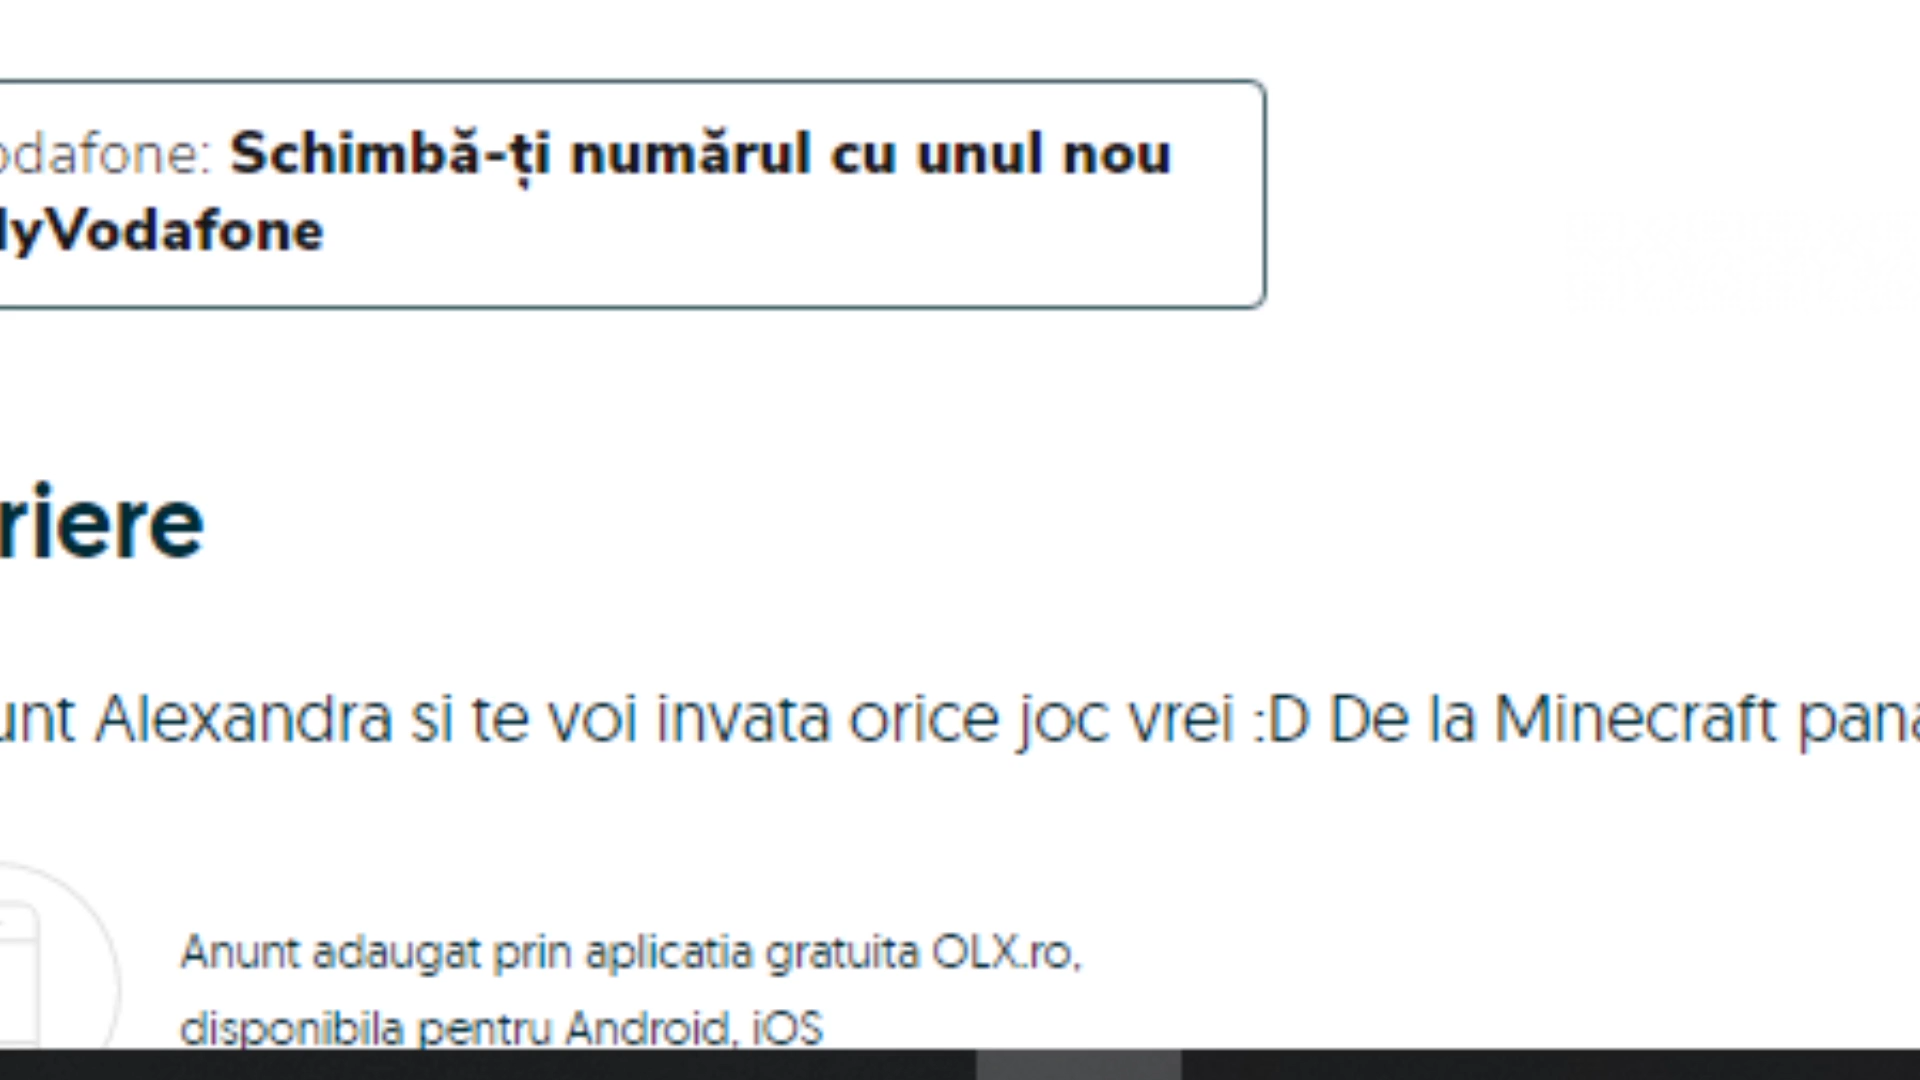 odafone: Schimbă-ți numărul cu unul nou
lyVodafone
riere
unt Alexandra si te voi invata orice joc vrei :D De la Minecraft pana
Anunt adaugat prin aplicatia gratuita OLX.ro,
disponibila pentru Android, iOS